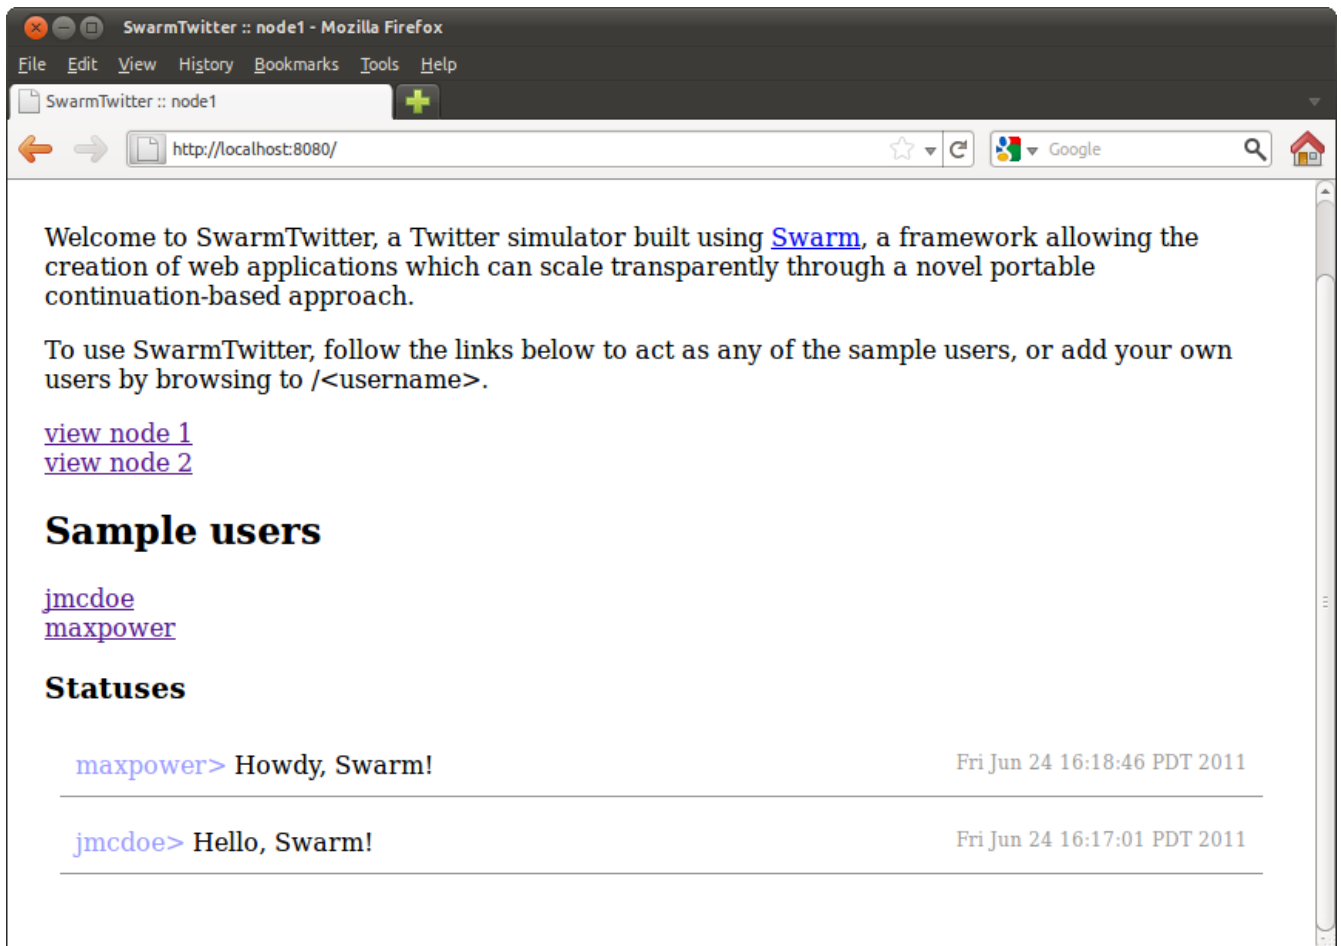 SwarmTwitter :: node1 - Mozilla Firefox
File Edit View History Bookmarks Tools Help
SwarmTwitter :: node1
http://localhost:8080/
Google
Welcome to SwarmTwitter, a Twitter simulator built using Swarm, a framework allowing the
creation of web applications which can scale transparently through a novel portable
continuation-based approach.
To use SwarmTwitter, follow the links below to act as any of the sample users, or add your own
users by browsing to /<username>.
view node 1
view node 2
Sample users
jmcdoe
maxpower
Statuses
maxpower> Howdy, Swarm! Fri Jun 24 16:18:46 PDT 2011
jmcdoe> Hello, Swarm! Fri Jun 24 16:17:01 PDT 2011